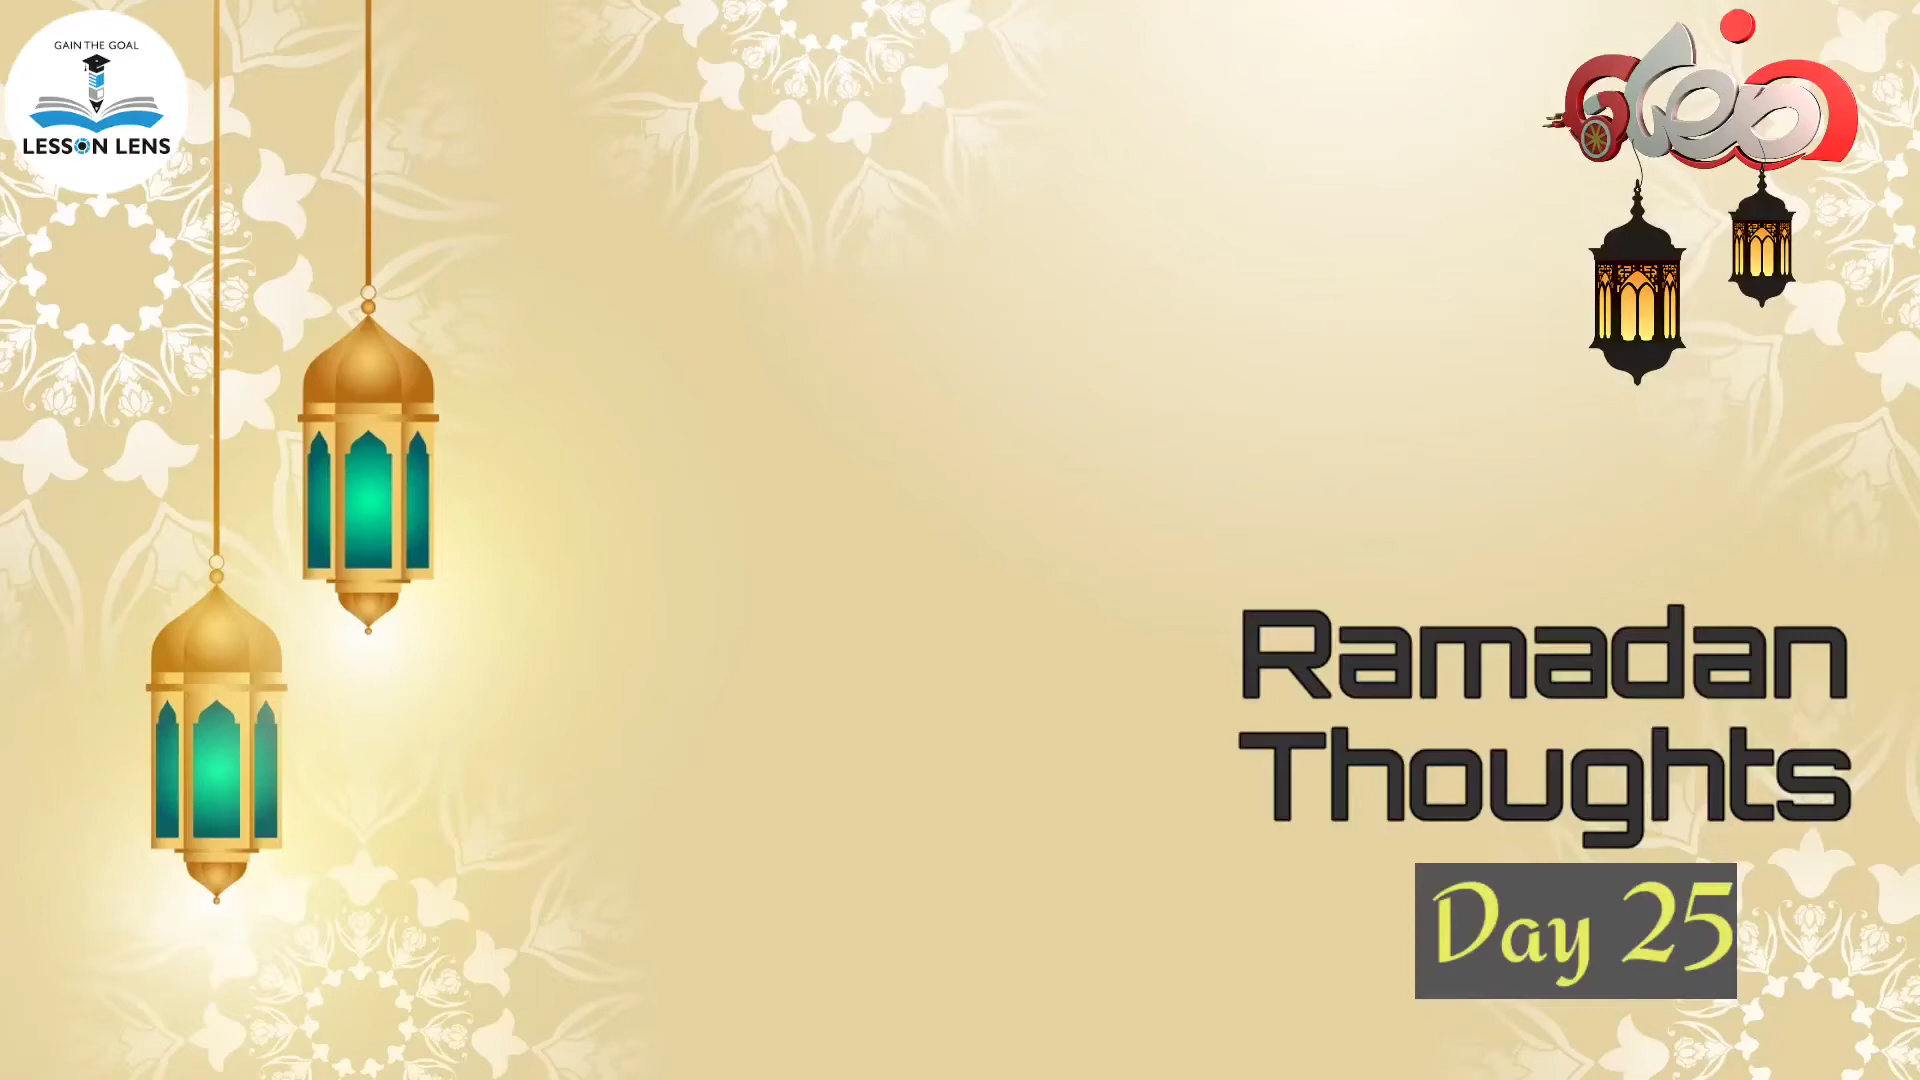 GAIN THE GOAL
LESSON LENS
Ramadan
Thoughts
Day 25